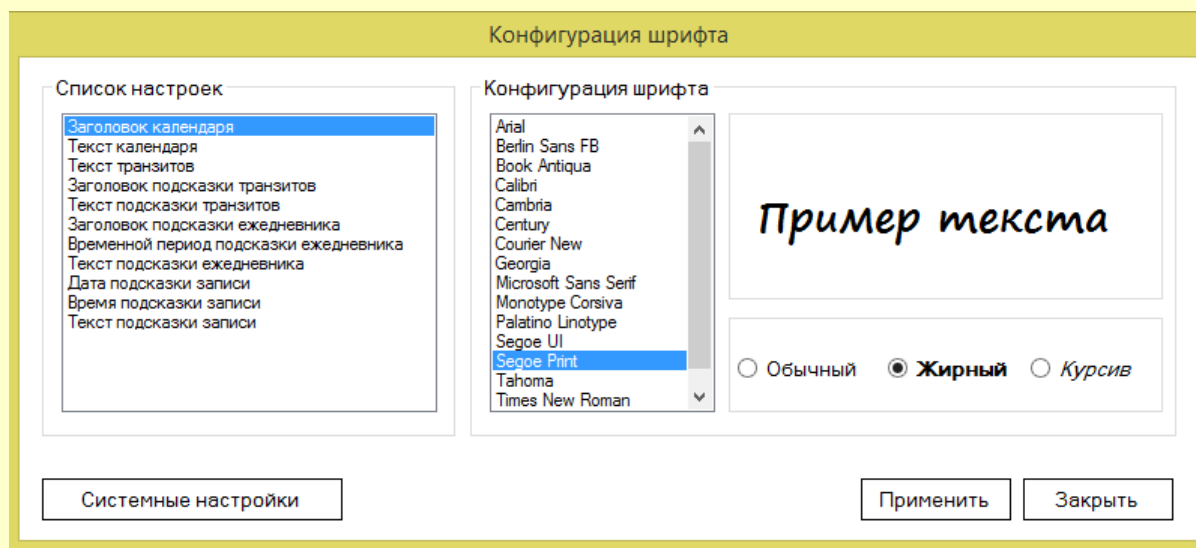 Конфигурация шрифта
Список настроек
Заголовок календаря
Текст календаря
Текст транзитов
Заголовок подсказки транзитов
Текст подсказки транзитов
Заголовок подсказки ежедневника
Временной период подсказки ежедневника
Текст подсказки ежедневника
Дата подсказки записи
Время подсказки записи
Текст подсказки записи
Конфигурация шрифта
Arial
Berlin Sans FB
Book Antiqua
Calibri
Cambria
Century
Courier New
Georgia
Microsoft Sans Serif
Monotype Corsiva
Palatino Linotype
Segoe UI
Segoe Print
Tahoma
Times New Roman
Пример текста
Обычный Жирный Курсив
Системные настройки Применить Закрыть